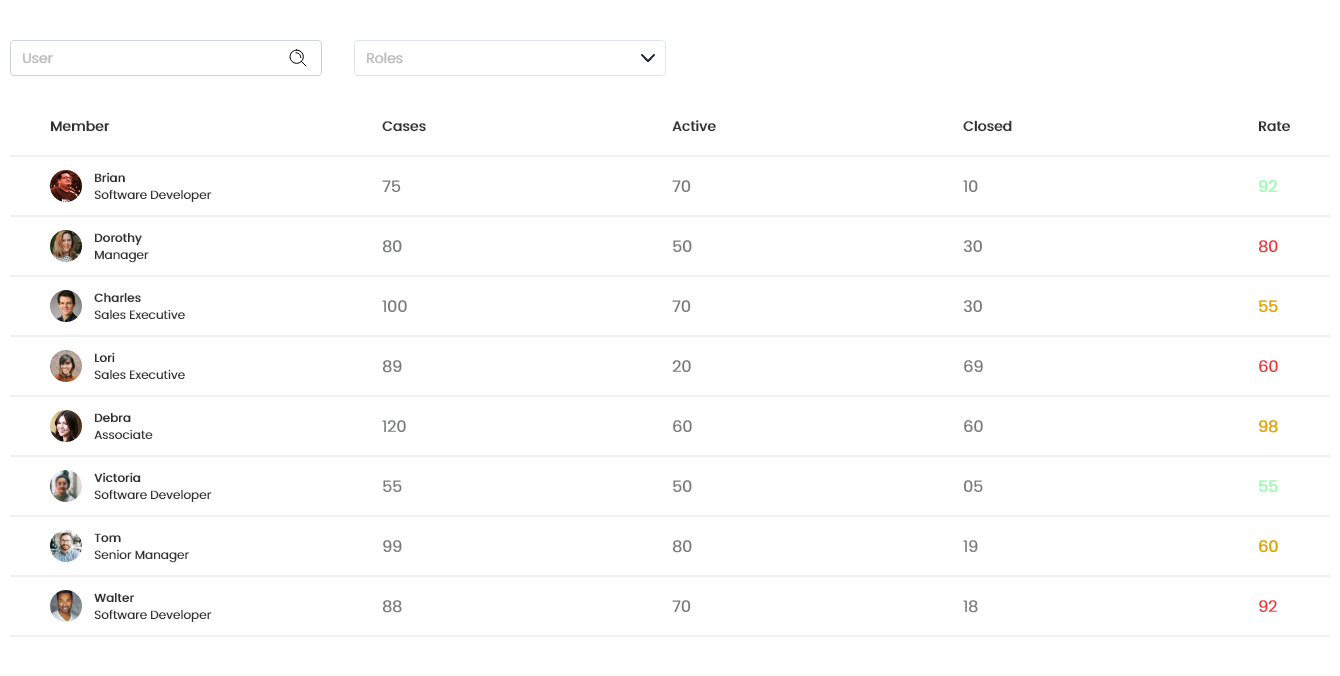 User Roles
Member Cases Active Closed Rate
Brian
Software Developer 75 70 10 92
Dorothy
Manager 80 50 30 80
Charles
Sales Executive 100 70 30 55
Lori
Sales Executive 89 20 69 60
Debra
Associate 120 60 60 98
Victoria
Software Developer 55 50 05 55
Tom
Senior Manager 99 80 19 60
Walter
Software Developer 88 70 18 92